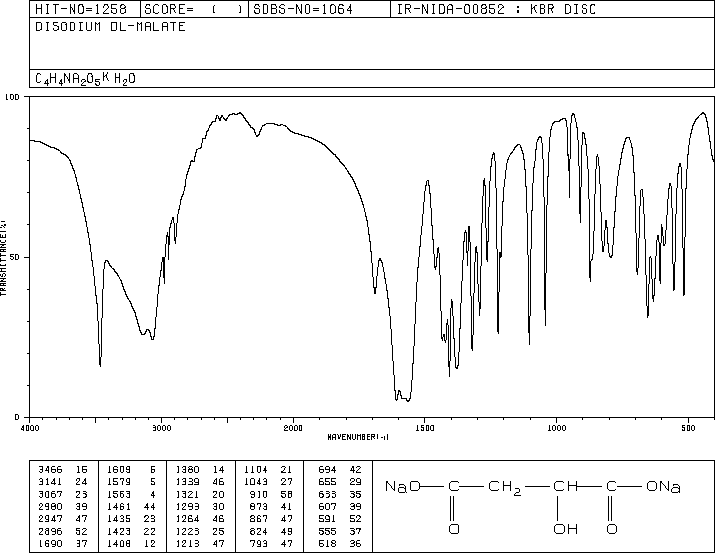 HIT-NO=1258 SCORE= ( ) SDBS-NO=1064 IR-NIDA-00852 : KBR DISC
DISODIUM DL-MALATE
C4H4NA2O5 X H2O
100
50
0
TRANSMITTANCE(%)
4000 3000 2000 1500 1000 500
WAVENUMBER(-1)
3466 16 1609 6 1380 14 1104 21 694 42
3141 24 1579 5 1339 46 1043 27 655 29
3067 23 1563 4 1321 20 910 58 633 35
2980 39 1461 44 1293 30 873 41 607 39
2947 47 1435 23 1264 46 867 47 591 52
2896 52 1423 22 1223 25 824 49 555 37
1690 37 1408 12 1213 47 793 47 518 36
NaO C CH2 CH C ONa
O OH O